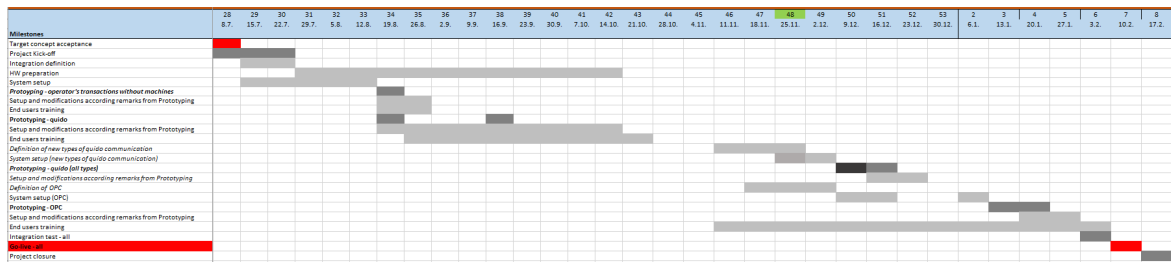 28 29 30 31 32 33 34 35 36 37 38 39 40 41 42 43 44 45 46 47 48 49 50 51 52 53 2 3 4 5 6 7 8
8.7. 15.7. 22.7. 29.7. 5.8. 12.8. 19.8. 26.8. 2.9. 9.9. 16.9. 23.9. 30.9. 7.10. 14.10. 21.10. 28.10. 4.11. 11.11. 18.11. 25.11. 2.12. 9.12. 16.12. 23.12. 30.12. 6.1. 13.1. 20.1. 27.1. 3.2. 10.2. 17.2.
Milestones
Target concept acceptance
Project Kick-off
Integration definition
HW preparation
System setup
Protoyping - operator's transactions without machines
Setup and modifications according remarks from Prototyping
End users training
Prototyping - quido
Setup and modifications according remarks from Prototyping
End users training
Definition of new types of quido communication
System setup (new types of quido communication)
Prototyping - quido (all types)
Setup and modifications according remarks from Prototyping
Definition of OPC
System setup (OPC)
Prototyping - OPC
Setup and modifications according remarks from Prototyping
End users training
Integration test - all
Go-live - all
Project closure